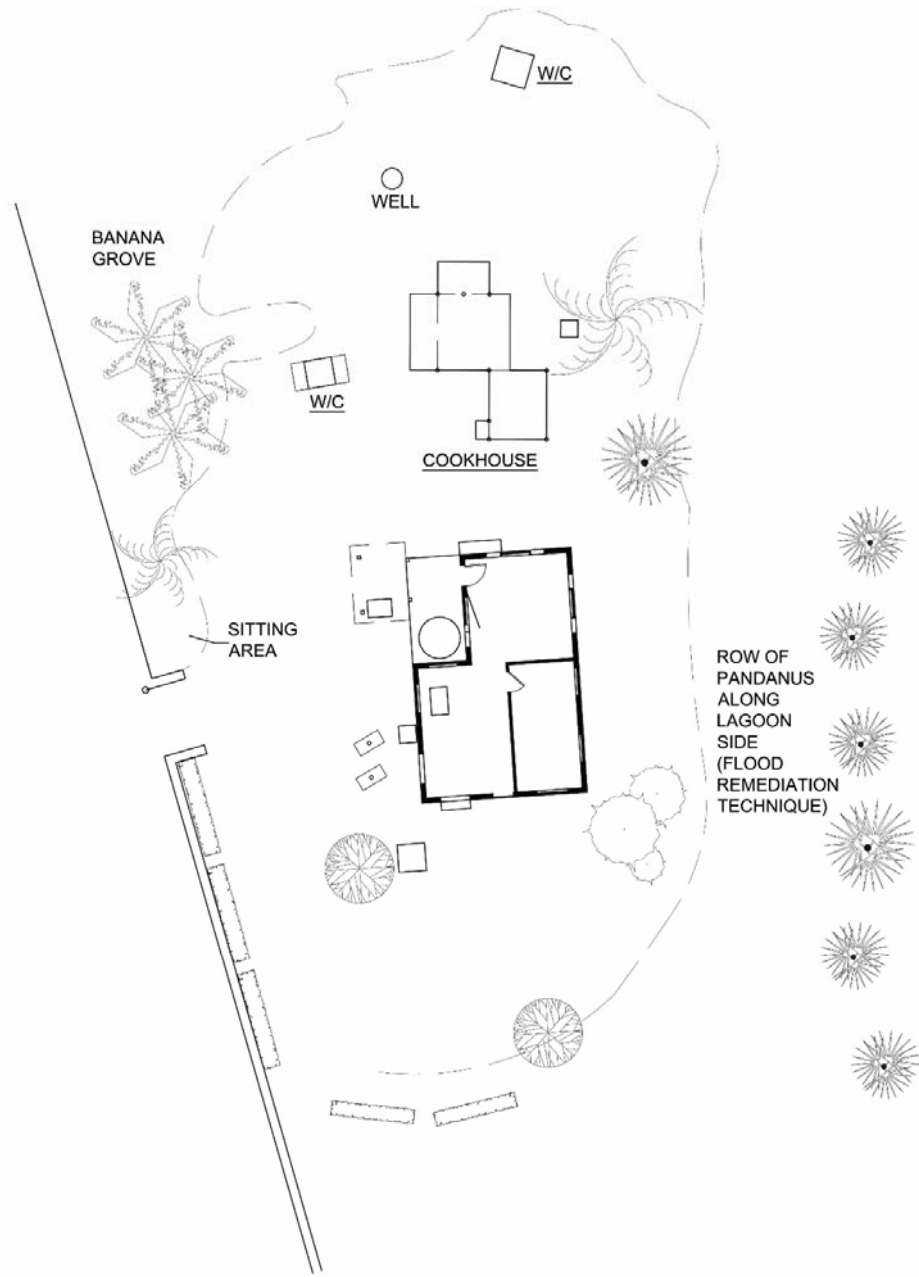 W/C
WELL
BANANA
GROVE
W/C
COOKHOUSE
SITTING
AREA
ROW OF
PANDANUS
ALONG
LAGOON
SIDE
(FLOOD
REMEDIATION
TECHNIQUE)